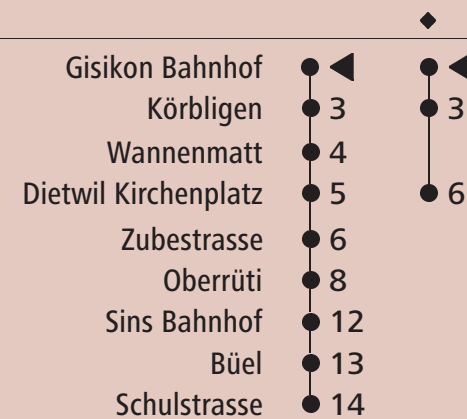 ◆
Gisikon Bahnhof
Körbligen 3 3
Wannenmatt 4
Dietwil Kirchenplatz 5 6
Zubestrasse 6
Oberrüti 8
Sins Bahnhof 12
Büel 13
Schulstrasse 14